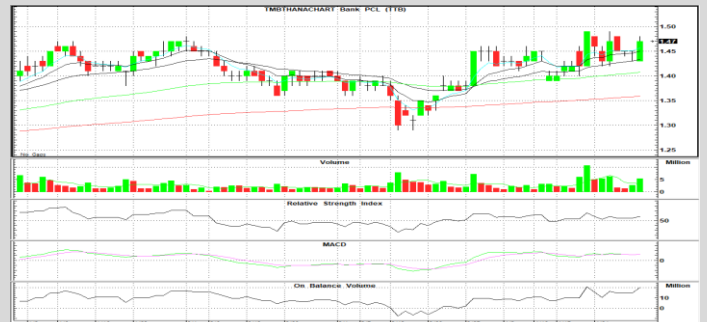 TMBTHANACHART Bank PCL (TTB)
1.50
1.47
1.45
1.40
1.35
1.30
1.25
No Gaps
Volume
Million
5
0
Relative Strength Index
50
MACD
0
On Balance Volume
Million
10
0